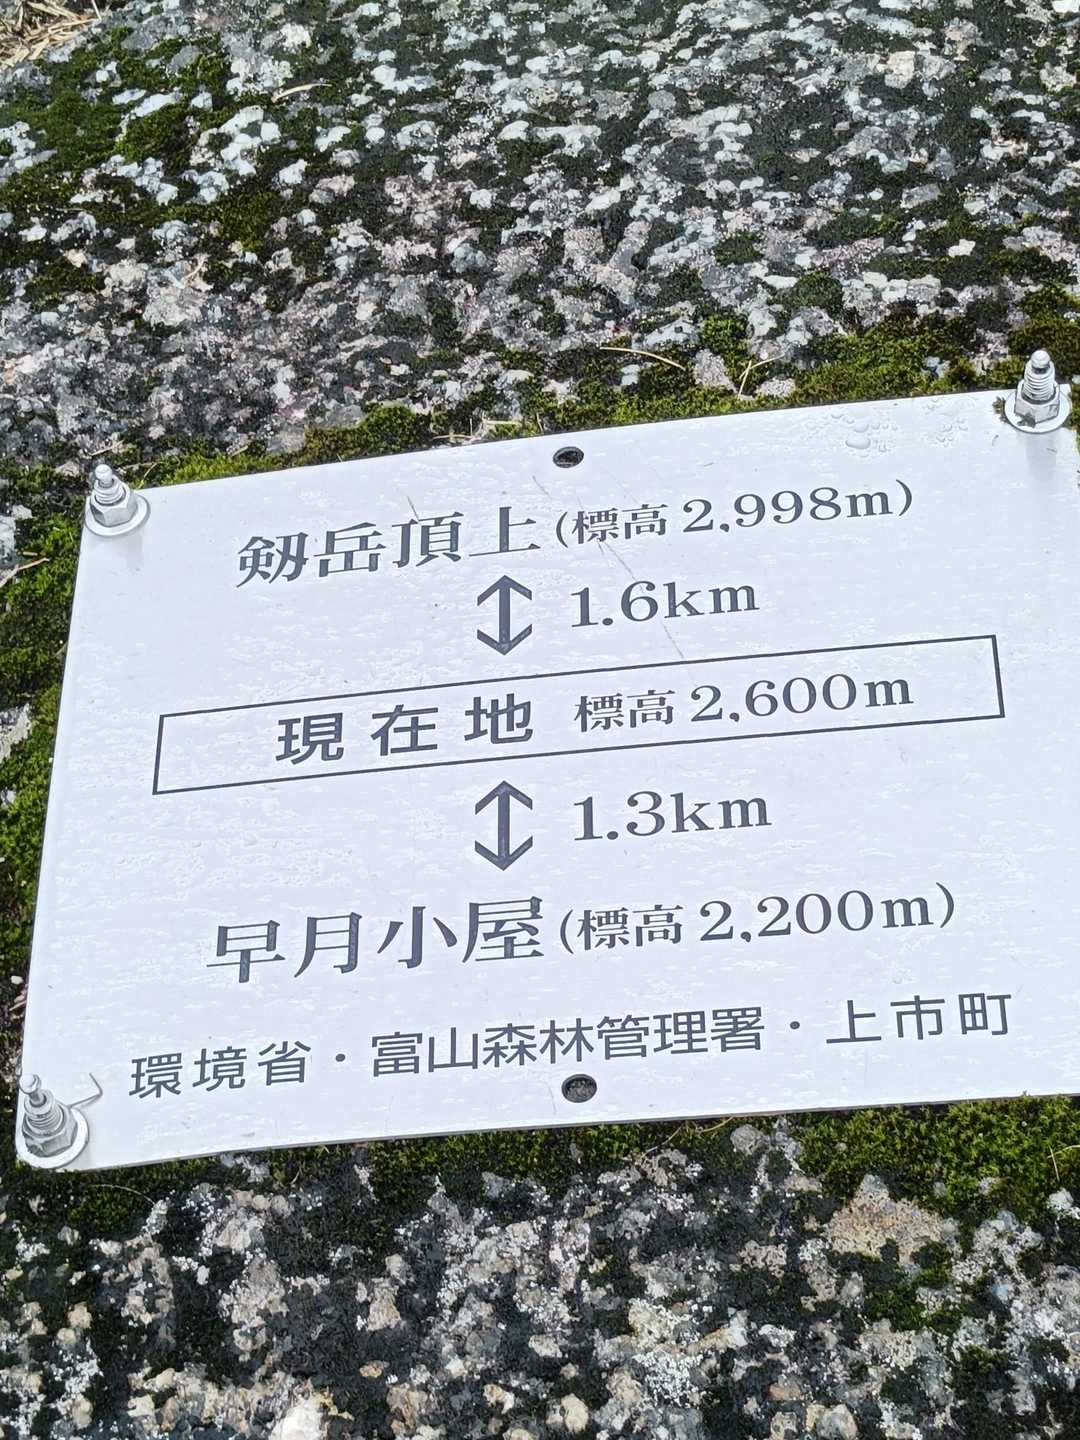 剱岳頂上(標高2,998m)
↕ 1.6km
現在地 標高2,600m
↕ 1.3km
早月小屋(標高2,200m)
環境省・富山森林管理署・上市町